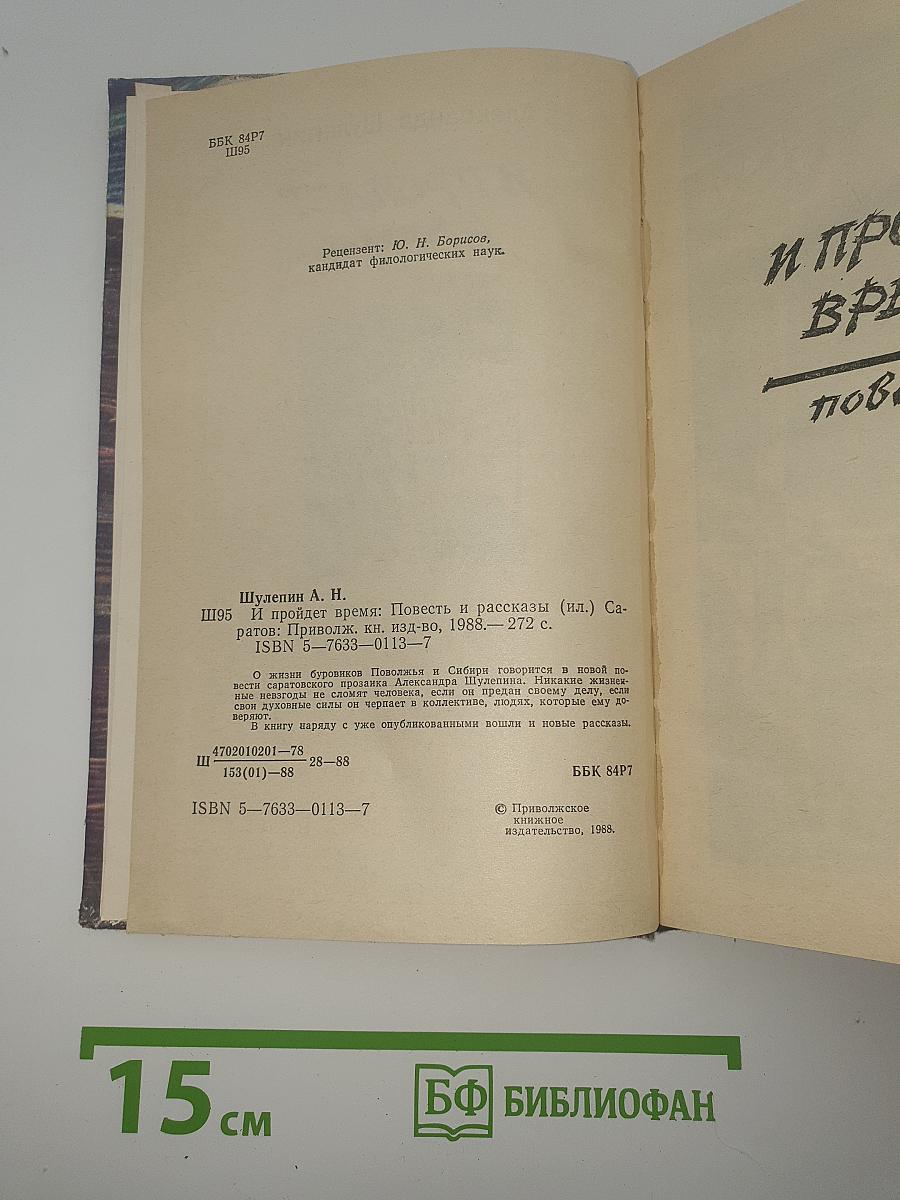 ББК 84Р7
Ш95
Рецензент: Ю. Н. Борисов,
кандидат филологических наук.
Шулепин А. Н.
Ш95 И пройдет время: Повесть и рассказы (ил.) Са-
ратов: Приволж. кн. изд-во, 1988.— 272 с.
ISBN 5—7633—0113—7
О жизни буровиков Поволжья и Сибири говорится в новой по-
вести саратовского прозаика Александра Шулепина. Никакие жизнен-
ные невзгоды не сломят человека, если он предан своему делу, если
свои духовные силы он черпает в коллективе, людях, которые ему до-
веряют.
В книгу наряду с уже опубликованными вошли и новые рассказы.
Ш 4702010201—78 28—88
153(01)—88
ББК 84Р7
ISBN 5—7633—0113—7
© Приволжское
книжное
издательство, 1988.
И ПРО
ВРЕ
пове
15 см
БФ БИБЛИОФАН